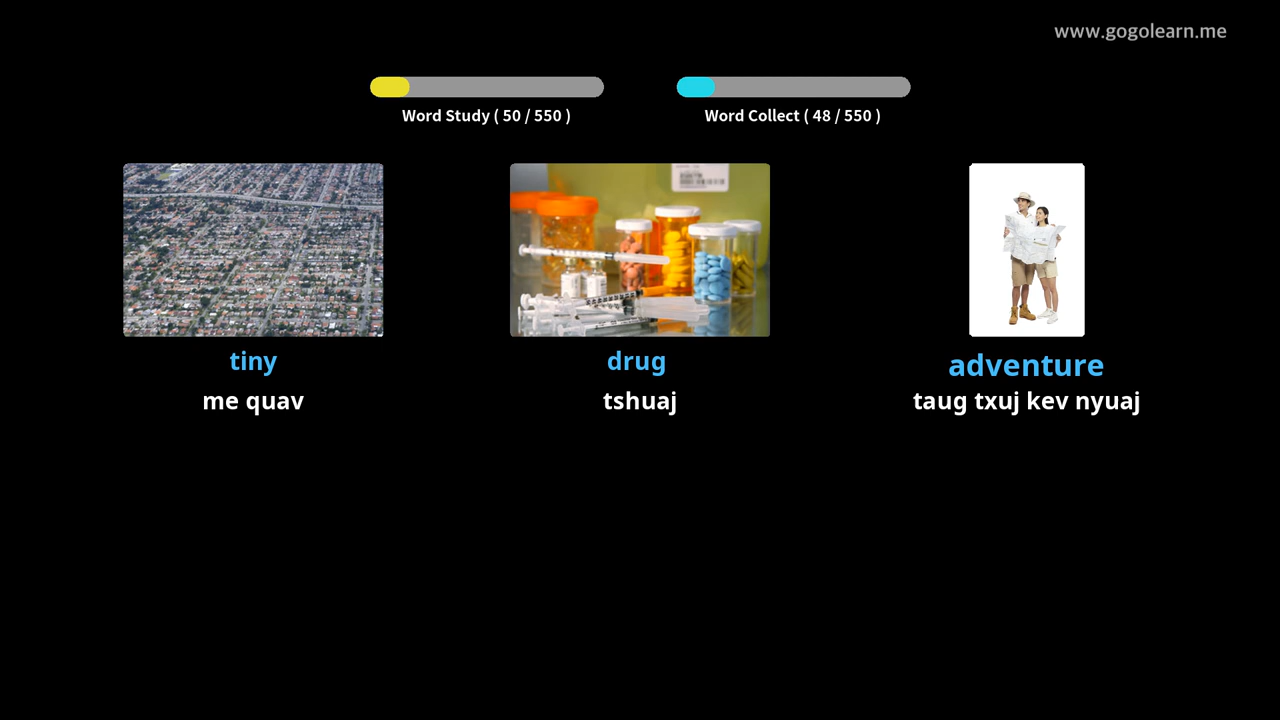 www.gogolearn.me
Word Study ( 50 / 550 )
Word Collect ( 48 / 550 )
tiny
drug
adventure
me quav
tshuaj
taug txuj kev nyuaj